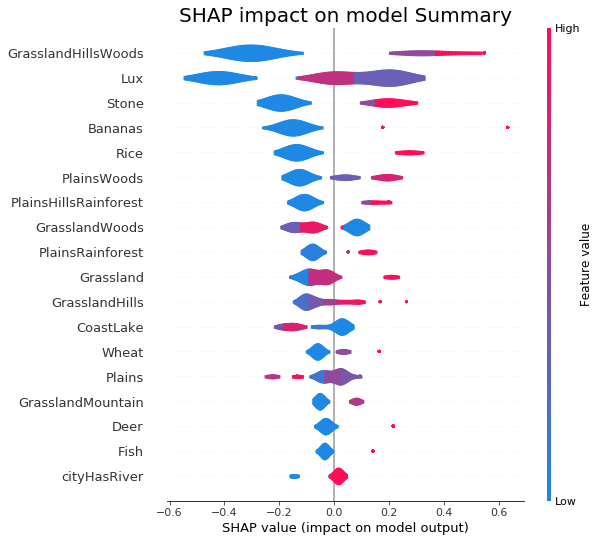 SHAP impact on model Summary
High
GrasslandHillsWoods
Lux
Stone
Bananas
Rice
PlainsWoods
PlainsHillsRainforest
GrasslandWoods
PlainsRainforest
Grassland
GrasslandHills
CoastLake
Wheat
Plains
GrasslandMountain
Deer
Fish
cityHasRiver
Feature value
Low
−0.6 −0.4 −0.2 0.0 0.2 0.4 0.6
SHAP value (impact on model output)